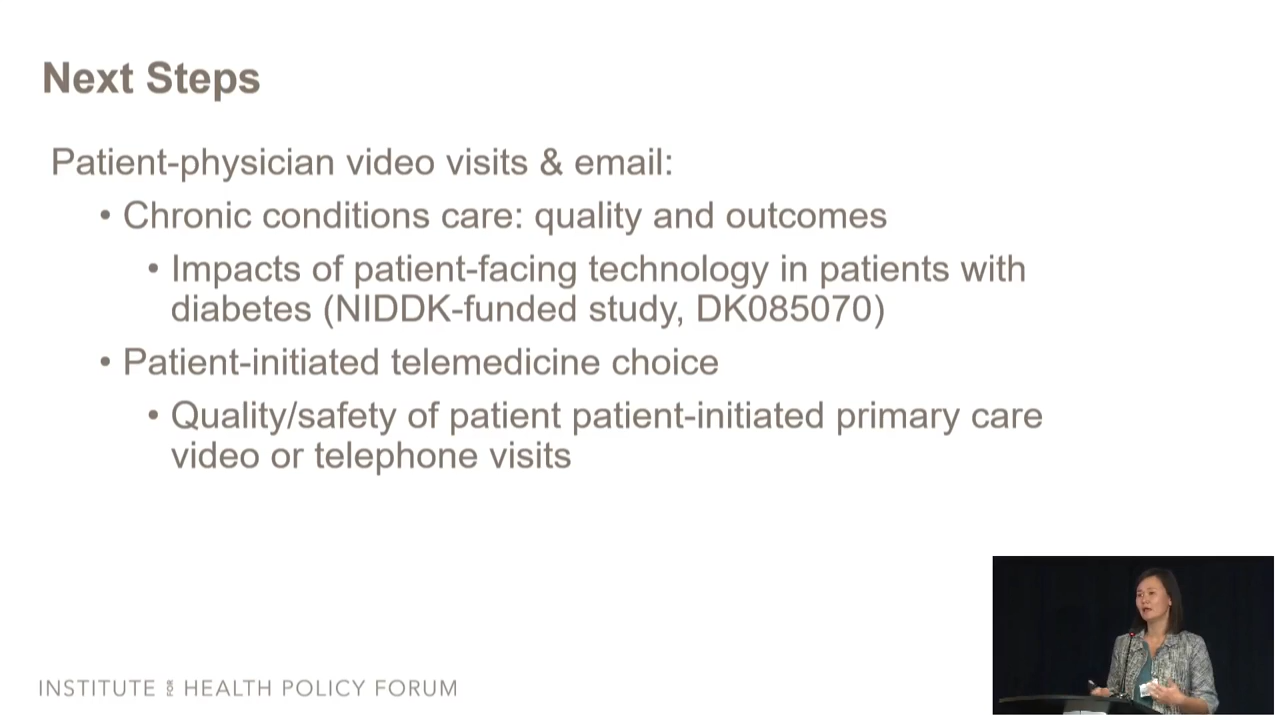 Next Steps
Patient-physician video visits & email:
• Chronic conditions care: quality and outcomes
• Impacts of patient-facing technology in patients with
diabetes (NIDDK-funded study, DK085070)
• Patient-initiated telemedicine choice
• Quality/safety of patient patient-initiated primary care
video or telephone visits
INSTITUTE FOR HEALTH POLICY FORUM